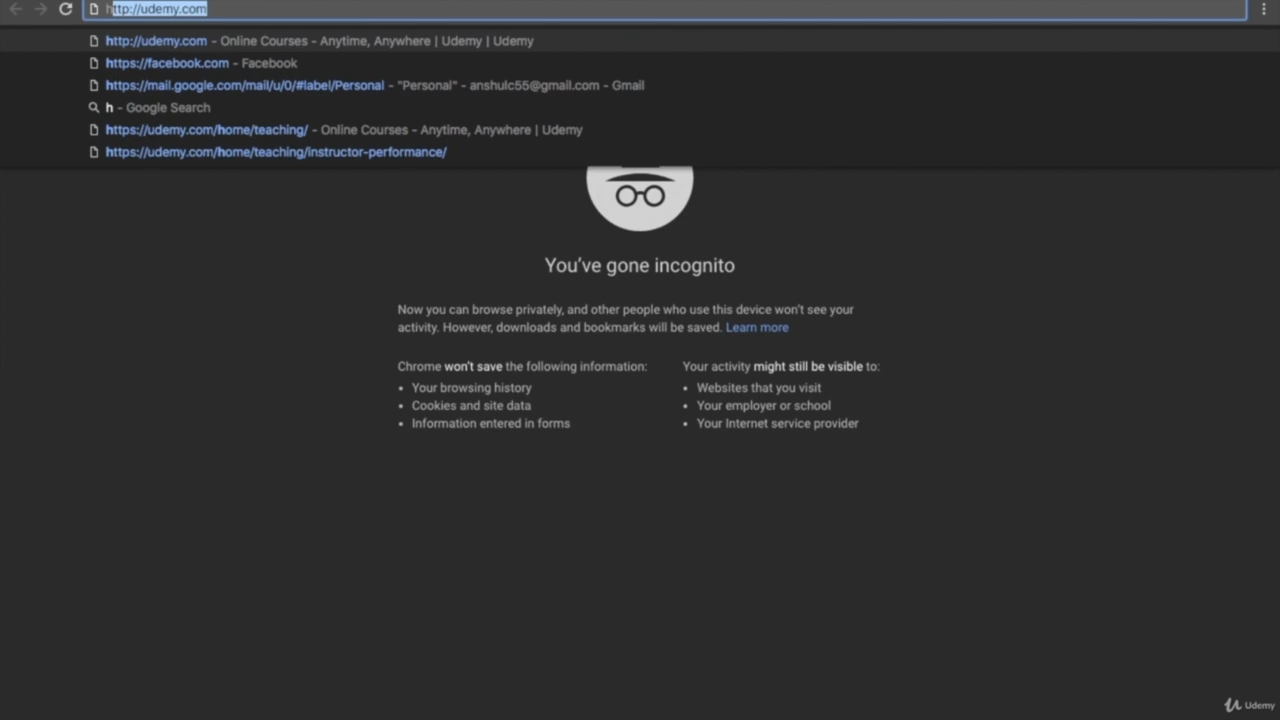 http://udemy.com
http://udemy.com - Online Courses - Anytime, Anywhere | Udemy | Udemy
https://facebook.com - Facebook
https://mail.google.com/mail/u/0/#label/Personal - "Personal" - anshulc55@gmail.com - Gmail
h - Google Search
https://udemy.com/home/teaching/ - Online Courses - Anytime, Anywhere | Udemy
https://udemy.com/home/teaching/instructor-performance/
You've gone incognito
Now you can browse privately, and other people who use this device won't see your
activity. However, downloads and bookmarks will be saved. Learn more
Chrome won't save the following information:
• Your browsing history
• Cookies and site data
• Information entered in forms
Your activity might still be visible to:
• Websites that you visit
• Your employer or school
• Your Internet service provider
Udemy